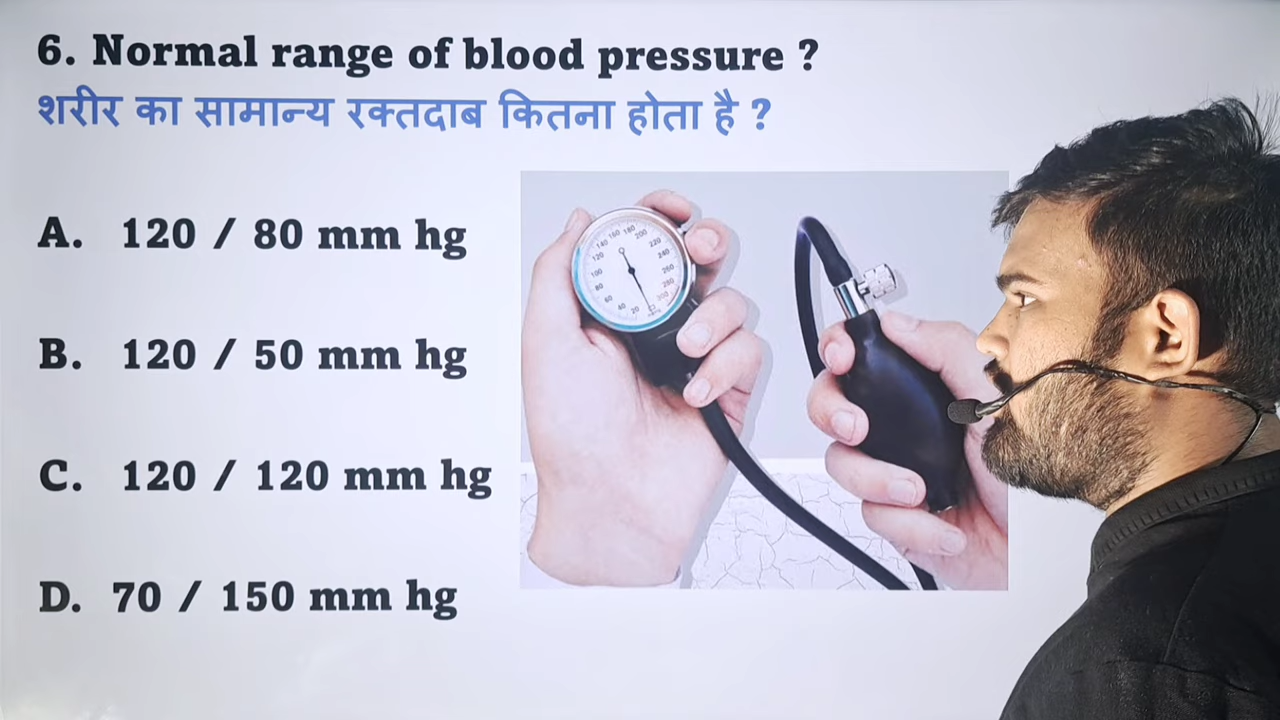 6. Normal range of blood pressure ?
शरीर का सामान्य रक्तदाब कितना होता है ?
A. 120 / 80 mm hg
B. 120 / 50 mm hg
C. 120 / 120 mm hg
D. 70 / 150 mm hg